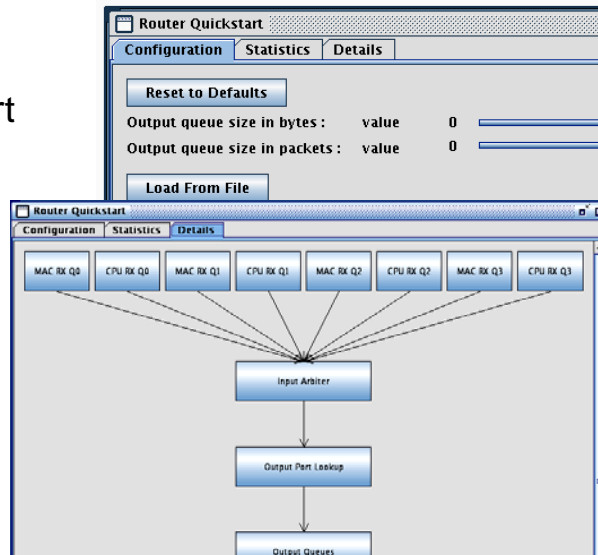 Router Quickstart
Configuration Statistics Details
Reset to Defaults
Output queue size in bytes : value 0
Output queue size in packets : value 0
Load From File
Router Quickstart
Configuration Statistics Details
MAC RX Q0 CPU RX Q0 MAC RX Q1 CPU RX Q1 MAC RX Q2 CPU RX Q2 MAC RX Q3 CPU RX Q3
Input Arbiter
Output Port Lookup
Output Queues